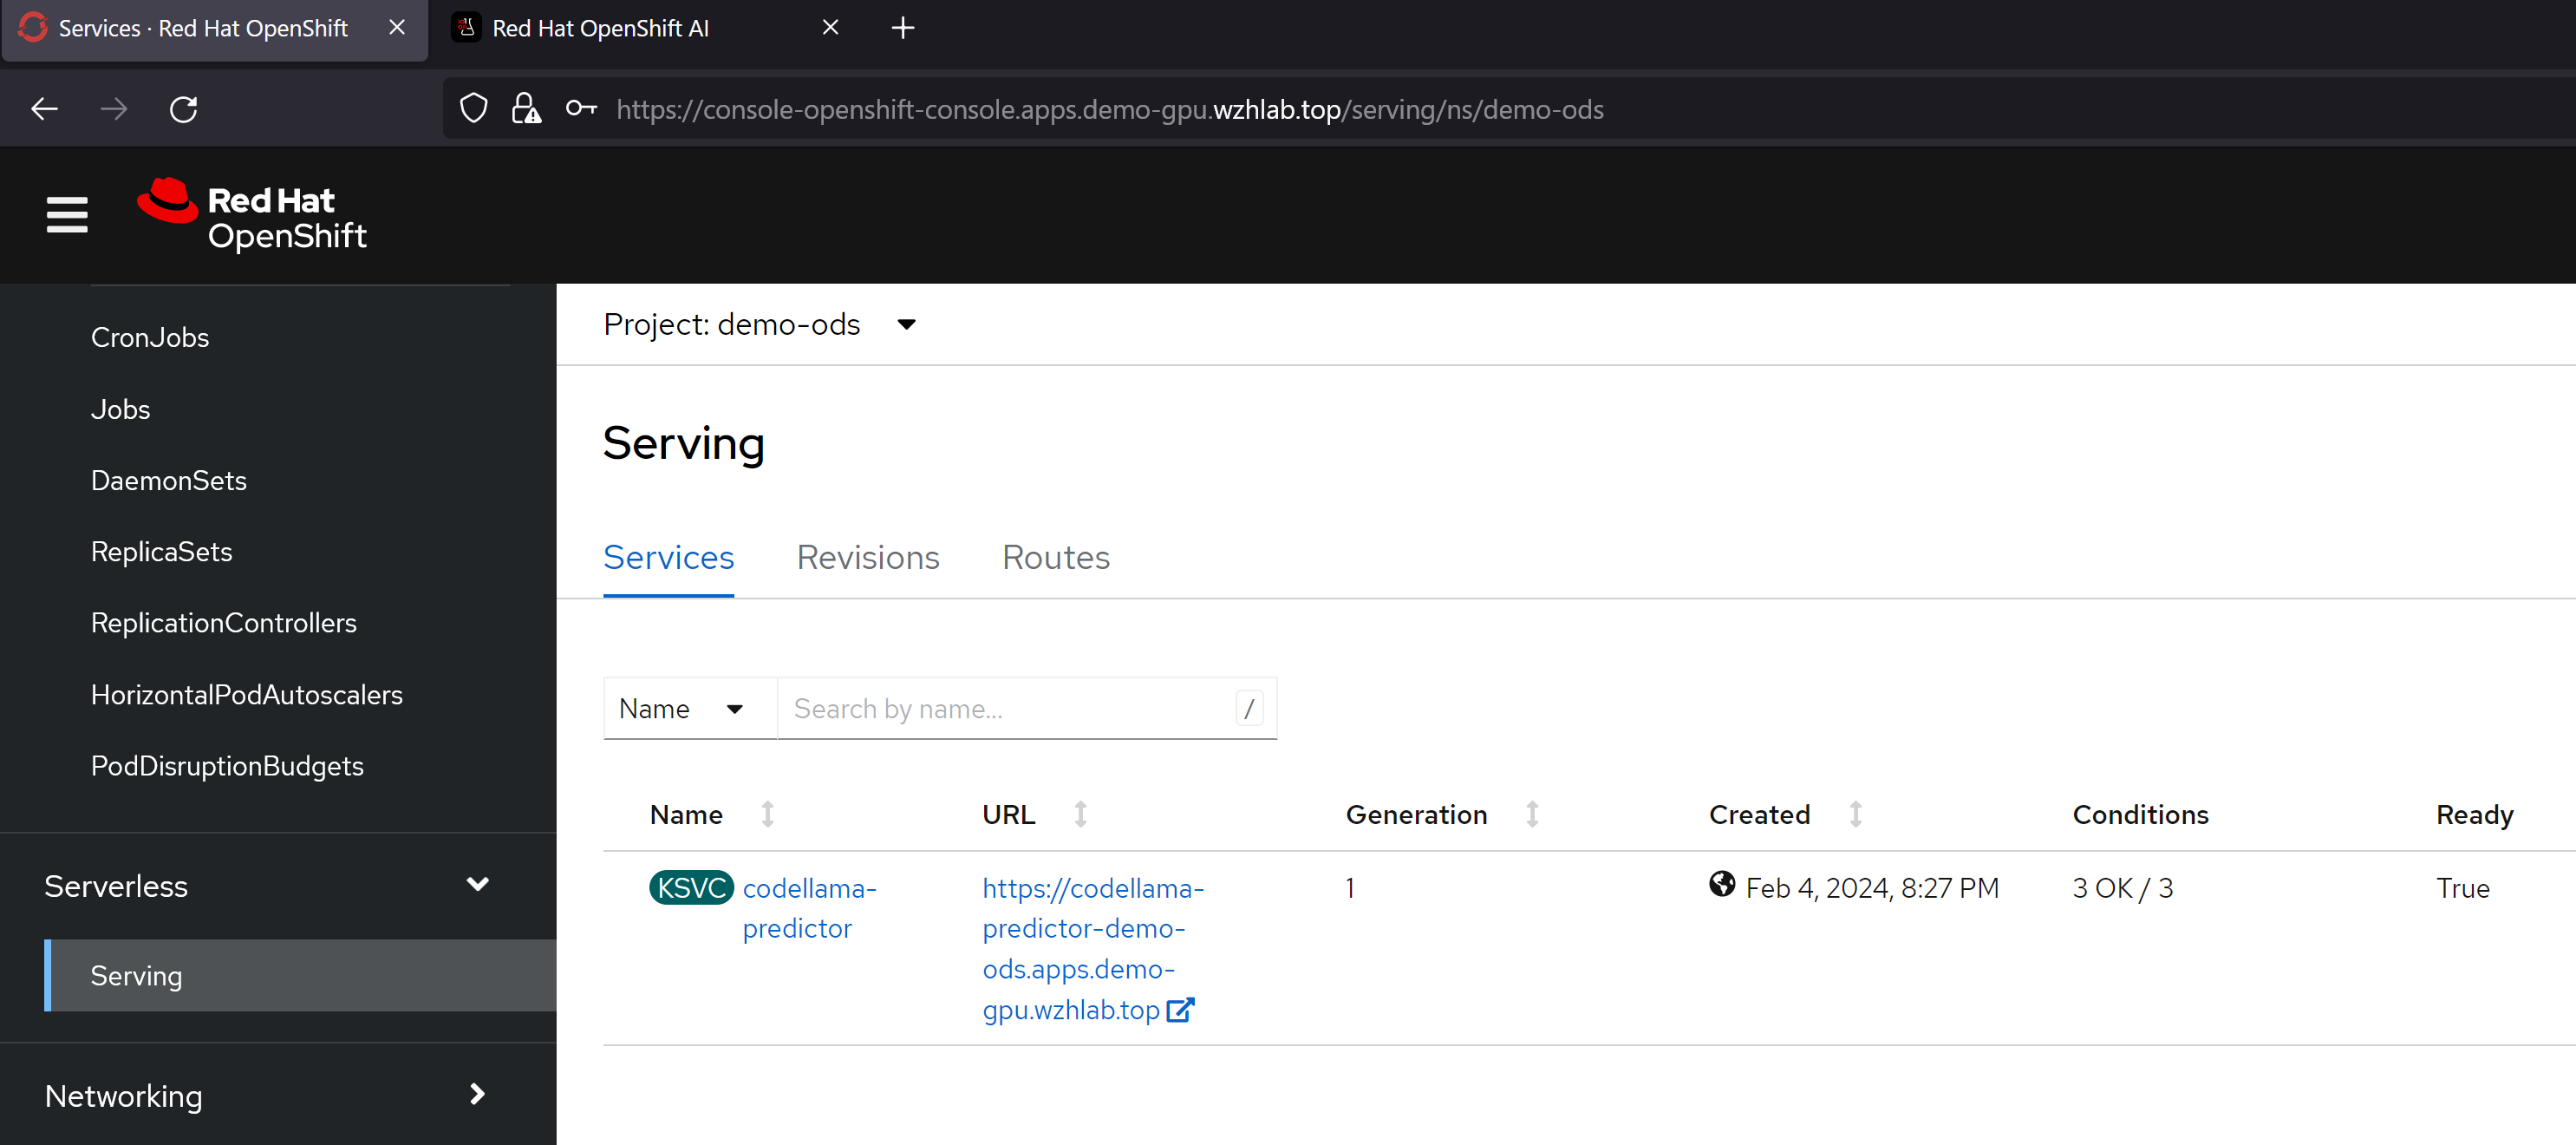 Services · Red Hat OpenShift
Red Hat OpenShift AI
https://console-openshift-console.apps.demo-gpu.wzhlab.top/serving/ns/demo-ods
Red Hat
OpenShift
CronJobs
Jobs
DaemonSets
ReplicaSets
ReplicationControllers
HorizontalPodAutoscalers
PodDisruptionBudgets
Serverless
Serving
Networking
Project: demo-ods
Serving
Services Revisions Routes
Name Search by name... /
Name URL Generation Created Conditions Ready
KSVC codellama- https://codellama- 1 Feb 4, 2024, 8:27 PM 3 OK / 3 True
predictor predictor-demo-
ods.apps.demo-
gpu.wzhlab.top